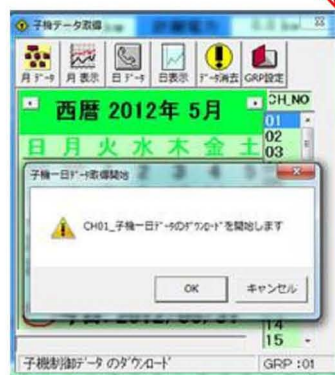 子機データ取得
月データ 月表示 日データ 日表示 データ消去 GRP設定
西暦 2012年 5月
CH_NO
01
02
03
日 月 火 水 木 金 土
子機一日データ取得開始
CH01_子機一日データのダウンロードを開始します
OK キャンセル
14
15
子機制御データ のダウンロード GRP :01